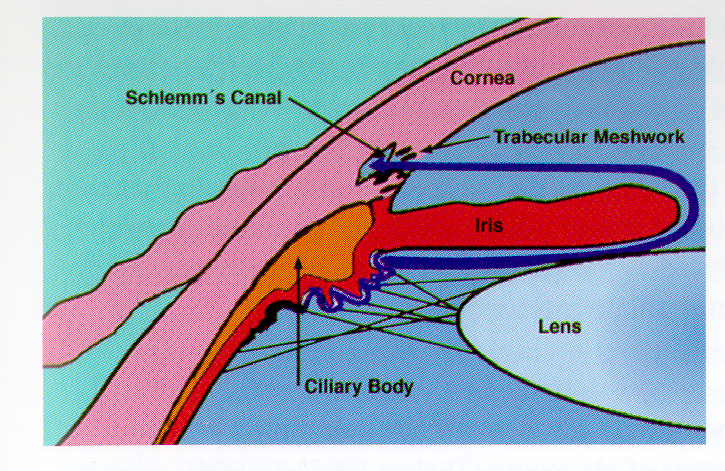 Cornea
Schlemm´s Canal
Trabecular Meshwork
Iris
Lens
Ciliary Body